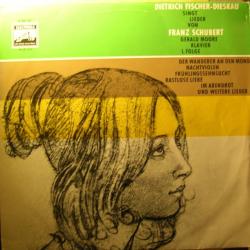 DIETRICH FISCHER-DIESKAU
SINGT
LIEDER
VON
FRANZ SCHUBERT
GERALD MOORE
KLAVIER
I. FOLGE
DER WANDERER AN DEN MOND
NACHTVIOLEN
FRÜHLINGSSEHNSUCHT
RASTLOSE LIEBE
IM ABENDROT
UND WEITERE LIEDER